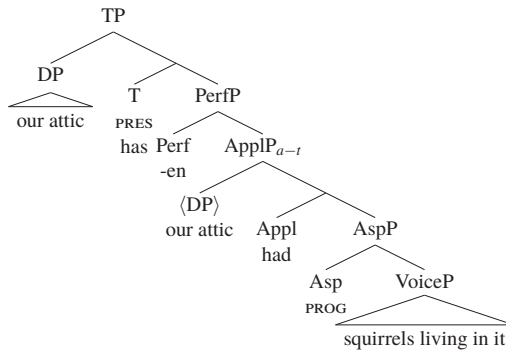 TP
DP
our attic
T
PRES
has
PerfP
Perf
-en
ApplP_{a−t}
⟨DP⟩
our attic
Appl
had
AspP
Asp
PROG
VoiceP
squirrels living in it